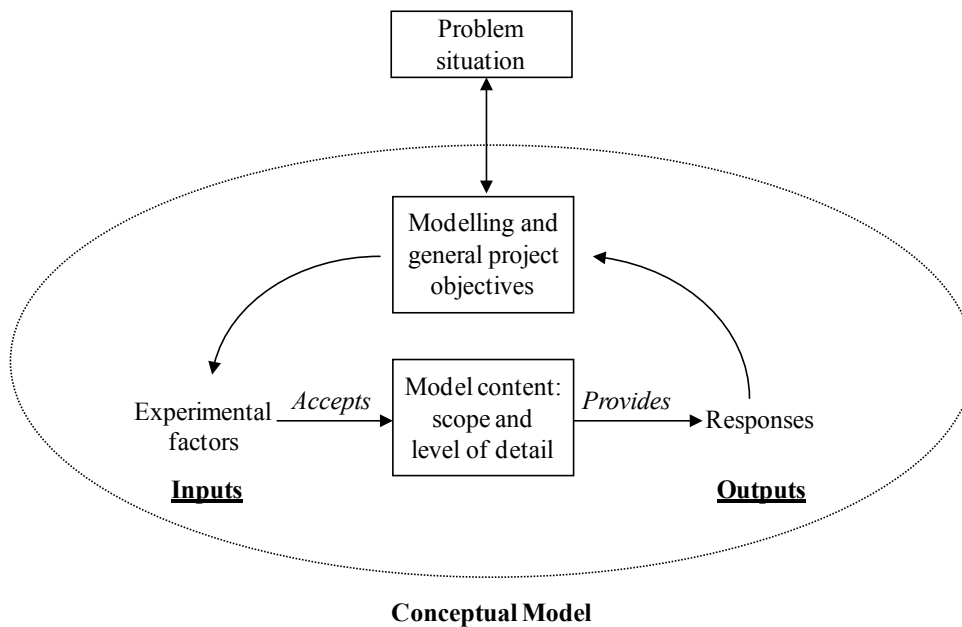 Problem
situation
Modelling and
general project
objectives
Experimental
factors
Accepts
Model content:
scope and
level of detail
Provides
Responses
Inputs
Outputs
Conceptual Model